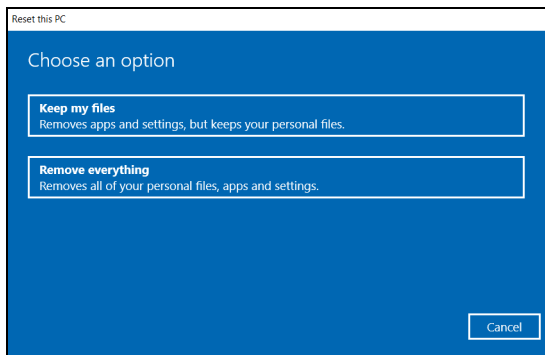 Reset this PC
Choose an option
Keep my files
Removes apps and settings, but keeps your personal files.
Remove everything
Removes all of your personal files, apps and settings.
Cancel